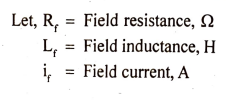 Let, R_f = Field resistance, Ω
L_f = Field inductance, H
i_f = Field current, A